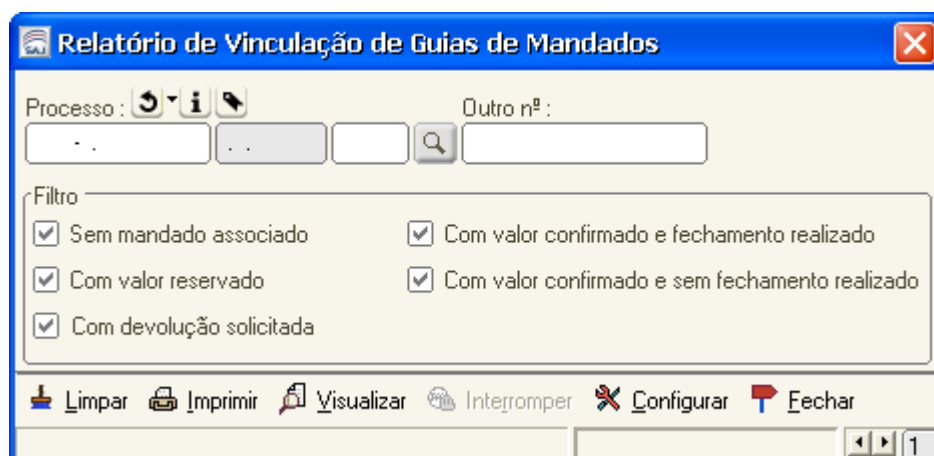 SAJ Relatório de Vinculação de Guias de Mandados
Processo : Outro nº :
- . . .
Filtro
Sem mandado associado Com valor confirmado e fechamento realizado
Com valor reservado Com valor confirmado e sem fechamento realizado
Com devolução solicitada
Limpar Imprimir Visualizar Interromper Configurar Fechar
1